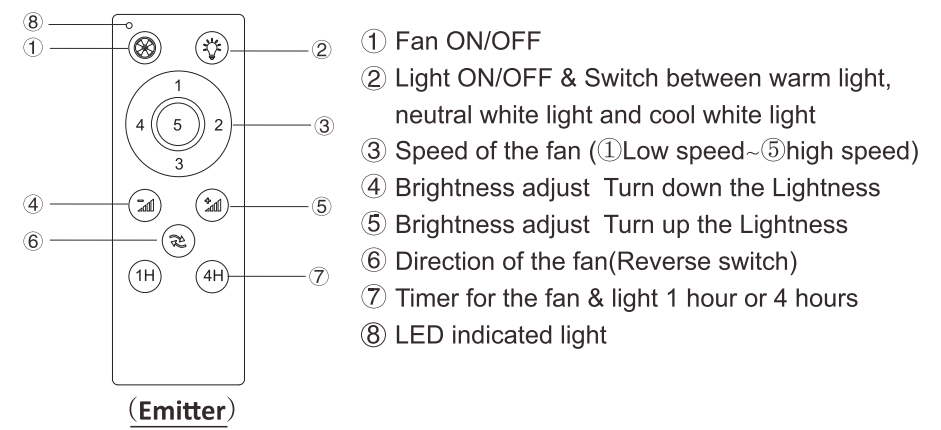 ⑧
①
②
1
4 5 2
③
3
④
⑤
⑥
1H 4H
⑦
(Emitter)
① Fan ON/OFF
② Light ON/OFF & Switch between warm light,
neutral white light and cool white light
③ Speed of the fan (①Low speed~⑤high speed)
④ Brightness adjust Turn down the Lightness
⑤ Brightness adjust Turn up the Lightness
⑥ Direction of the fan(Reverse switch)
⑦ Timer for the fan & light 1 hour or 4 hours
⑧ LED indicated light